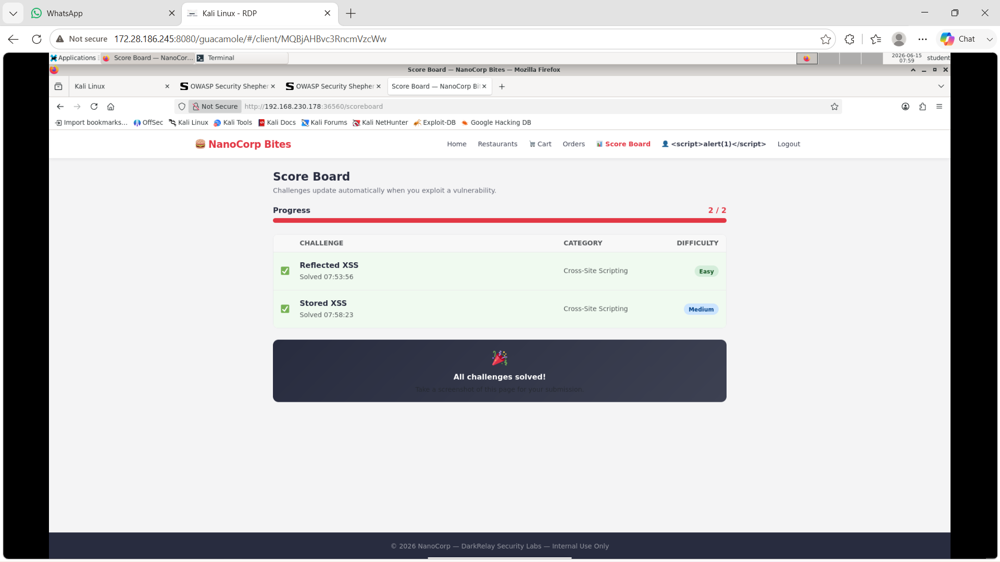 WhatsApp
Kali Linux - RDP
Not secure 172.28.186.245:8080/guacamole/#/client/MQBjAHBvc3RncmVzcWw
Chat
Applications
Score Board — NanoCor...
Terminal
2026-06-15
07:59
student
Score Board — NanoCorp Bites — Mozilla Firefox
Kali Linux
OWASP Security Shepher
OWASP Security Shepher
Score Board — NanoCorp Bit
Not Secure http://192.168.230.178:36560/scoreboard
Import bookmarks... OffSec Kali Linux Kali Tools Kali Docs Kali Forums Kali NetHunter Exploit-DB Google Hacking DB
NanoCorp Bites
Home Restaurants Cart Orders Score Board <script>alert(1)</script> Logout
Score Board
Challenges update automatically when you exploit a vulnerability.
Progress 2 / 2
CHALLENGE CATEGORY DIFFICULTY
Reflected XSS
Solved 07:53:56
Cross-Site Scripting
Easy
Stored XSS
Solved 07:58:23
Cross-Site Scripting
Medium
All challenges solved!
Take a screenshot of this page for your submission.
© 2026 NanoCorp — DarkRelay Security Labs — Internal Use Only